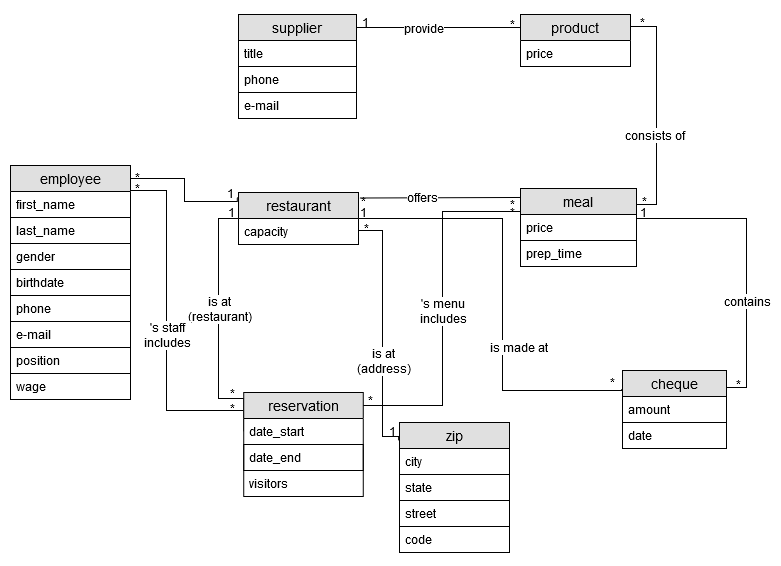 supplier
title
phone
e-mail
1
provide
*
product
price
*
consists of
employee
first_name
last_name
gender
birthdate
phone
e-mail
position
wage
*
*
1
1
restaurant
capacity
*
1
*
offers
*
*
meal
price
prep_time
*
1
is at
(restaurant)
's staff
includes
's menu
includes
contains
is at
(address)
is made at
*
*
reservation
date_start
date_end
visitors
*
1
zip
city
state
street
code
*
cheque
amount
date
*